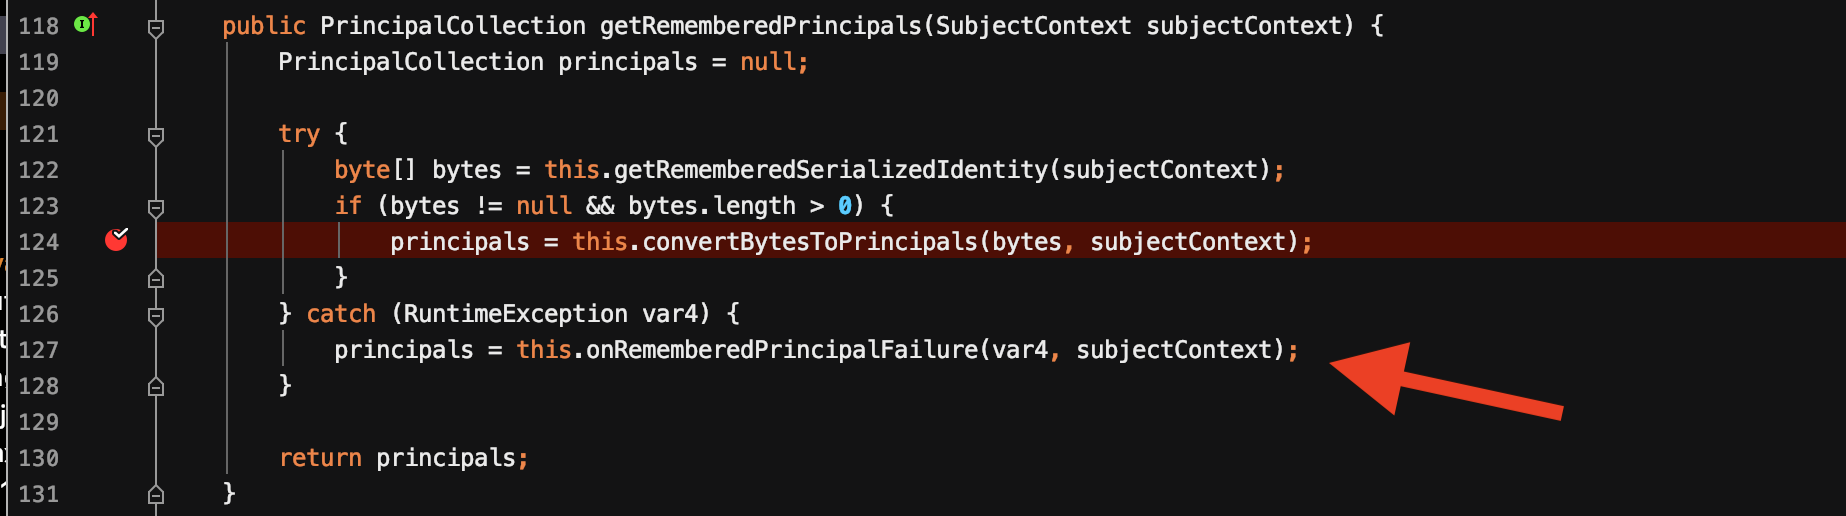 118 public PrincipalCollection getRememberedPrincipals(SubjectContext subjectContext) {
119 PrincipalCollection principals = null;
120
121 try {
122 byte[] bytes = this.getRememberedSerializedIdentity(subjectContext);
123 if (bytes != null && bytes.length > 0) {
124 principals = this.convertBytesToPrincipals(bytes, subjectContext);
125 }
126 } catch (RuntimeException var4) {
127 principals = this.onRememberedPrincipalFailure(var4, subjectContext);
128 }
129
130 return principals;
131 }